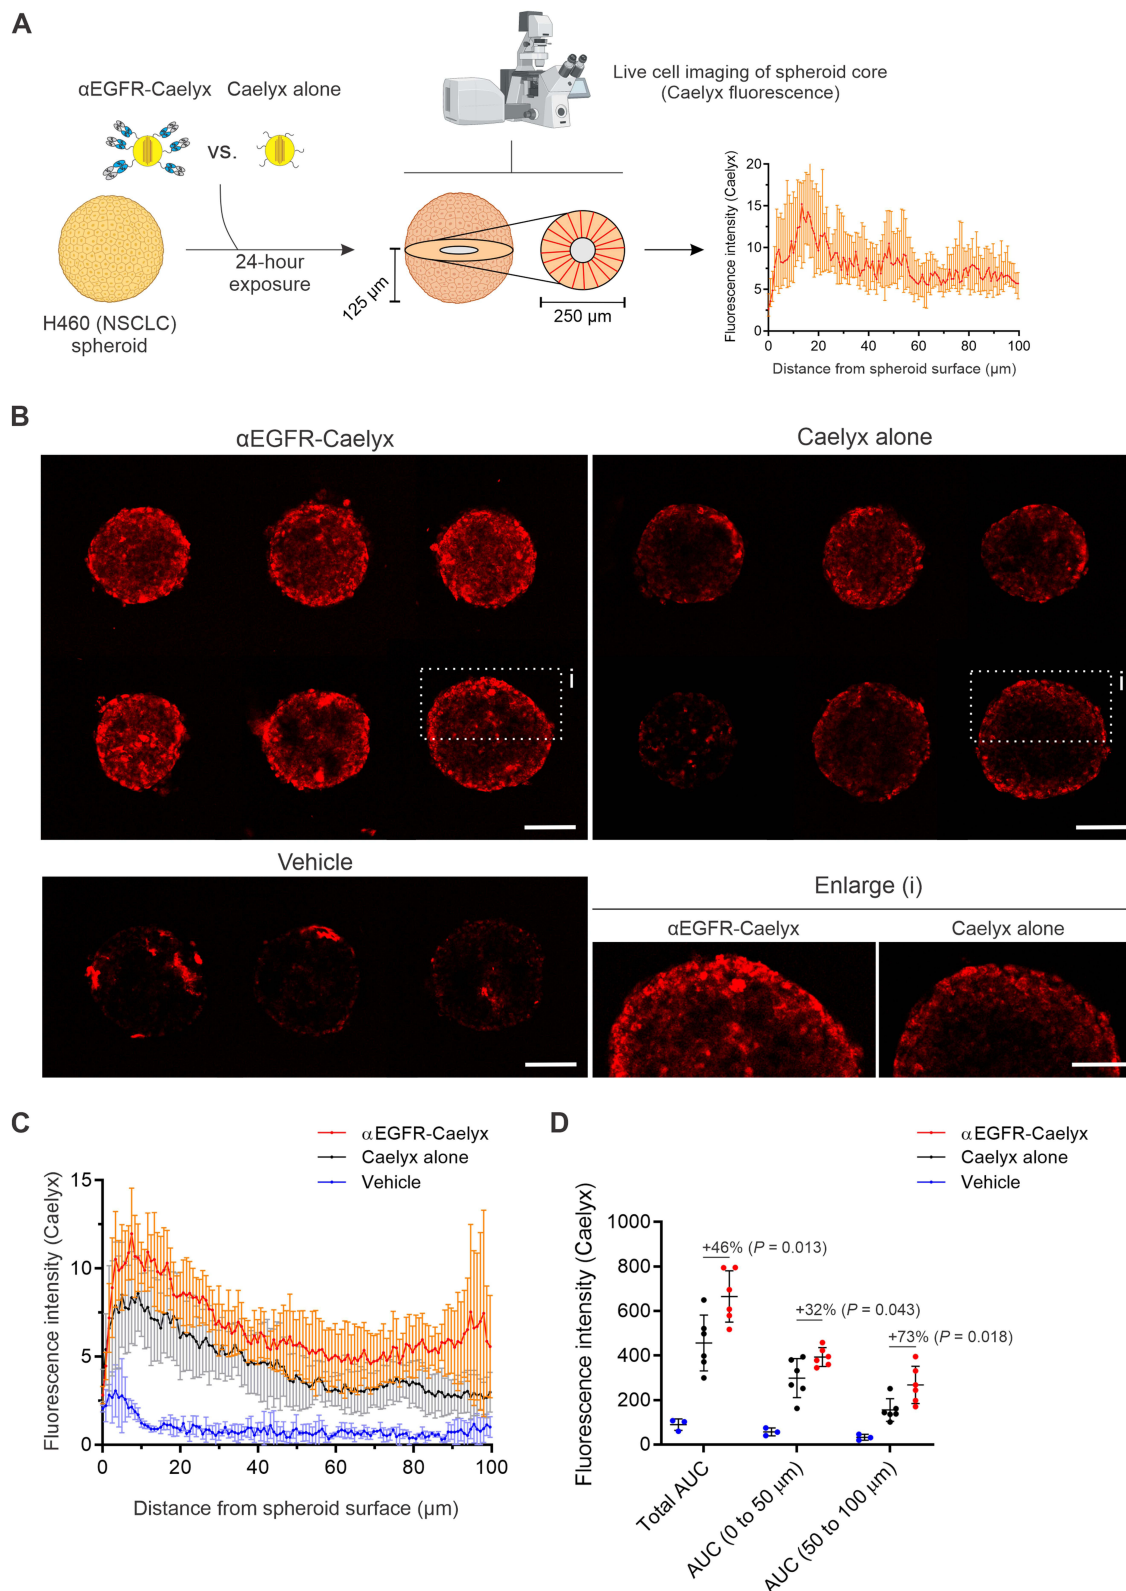 A
αEGFR-Caelyx
Caelyx alone
vs.
24-hour
exposure
H460 (NSCLC)
spheroid
Live cell imaging of spheroid core
(Caelyx fluorescence)
125 µm
250 µm
Fluorescence intensity (Caelyx)
20
15
10
5
0
0
20
40
60
80
100
Distance from spheroid surface (µm)
B
αEGFR-Caelyx
Caelyx alone
i
i
Vehicle
Enlarge (i)
αEGFR-Caelyx
Caelyx alone
C
αEGFR-Caelyx
Caelyx alone
Vehicle
Fluorescence intensity (Caelyx)
15
10
5
0
0
20
40
60
80
100
Distance from spheroid surface (µm)
D
αEGFR-Caelyx
Caelyx alone
Vehicle
Fluorescence intensity (Caelyx)
1000
800
600
400
200
0
+46% (P = 0.013)
+32% (P = 0.043)
+73% (P = 0.018)
Total AUC
AUC (0 to 50 µm)
AUC (50 to 100 µm)